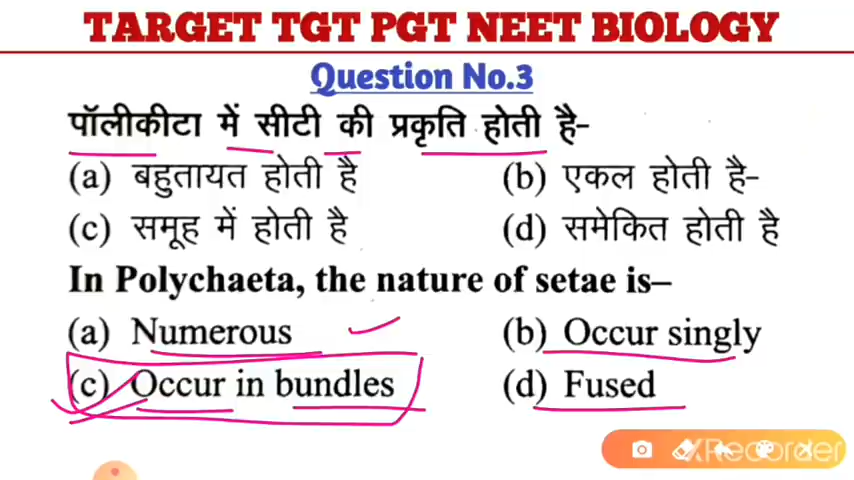 TARGET TGT PGT NEET BIOLOGY
Question No.3
पॉलीकीटा में सीटी की प्रकृति होती है-
(a) बहुतायत होती है (b) एकल होती है-
(c) समूह में होती है (d) समेकित होती है
In Polychaeta, the nature of setae is–
(a) Numerous (b) Occur singly
(c) Occur in bundles (d) Fused
XRecorder